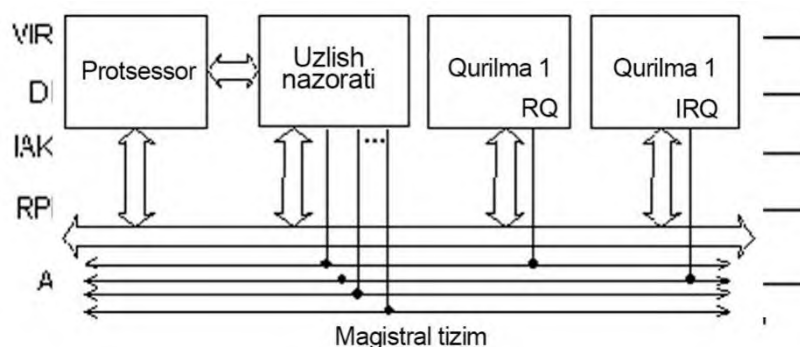 VIR
DI
IAK
RPI
A
Protsessor
Uzlish
nazorati
...
Qurilma 1
RQ
Qurilma 1
IRQ
Magistral tizim